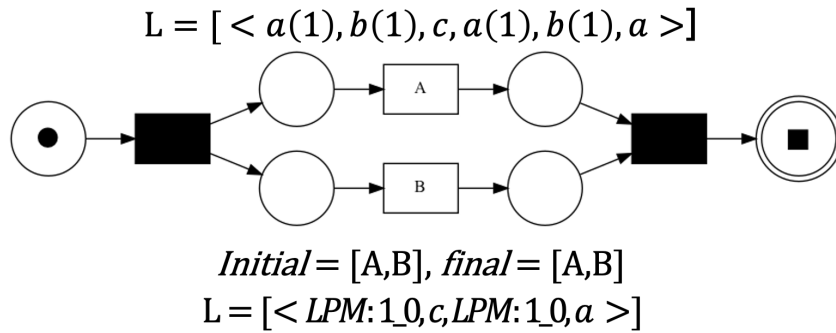 L = [ < a(1), b(1), c, a(1), b(1), a > ]
A
B
Initial = [A,B], final = [A,B]
L = [< LPM: 1_0, c, LPM: 1_0, a >]